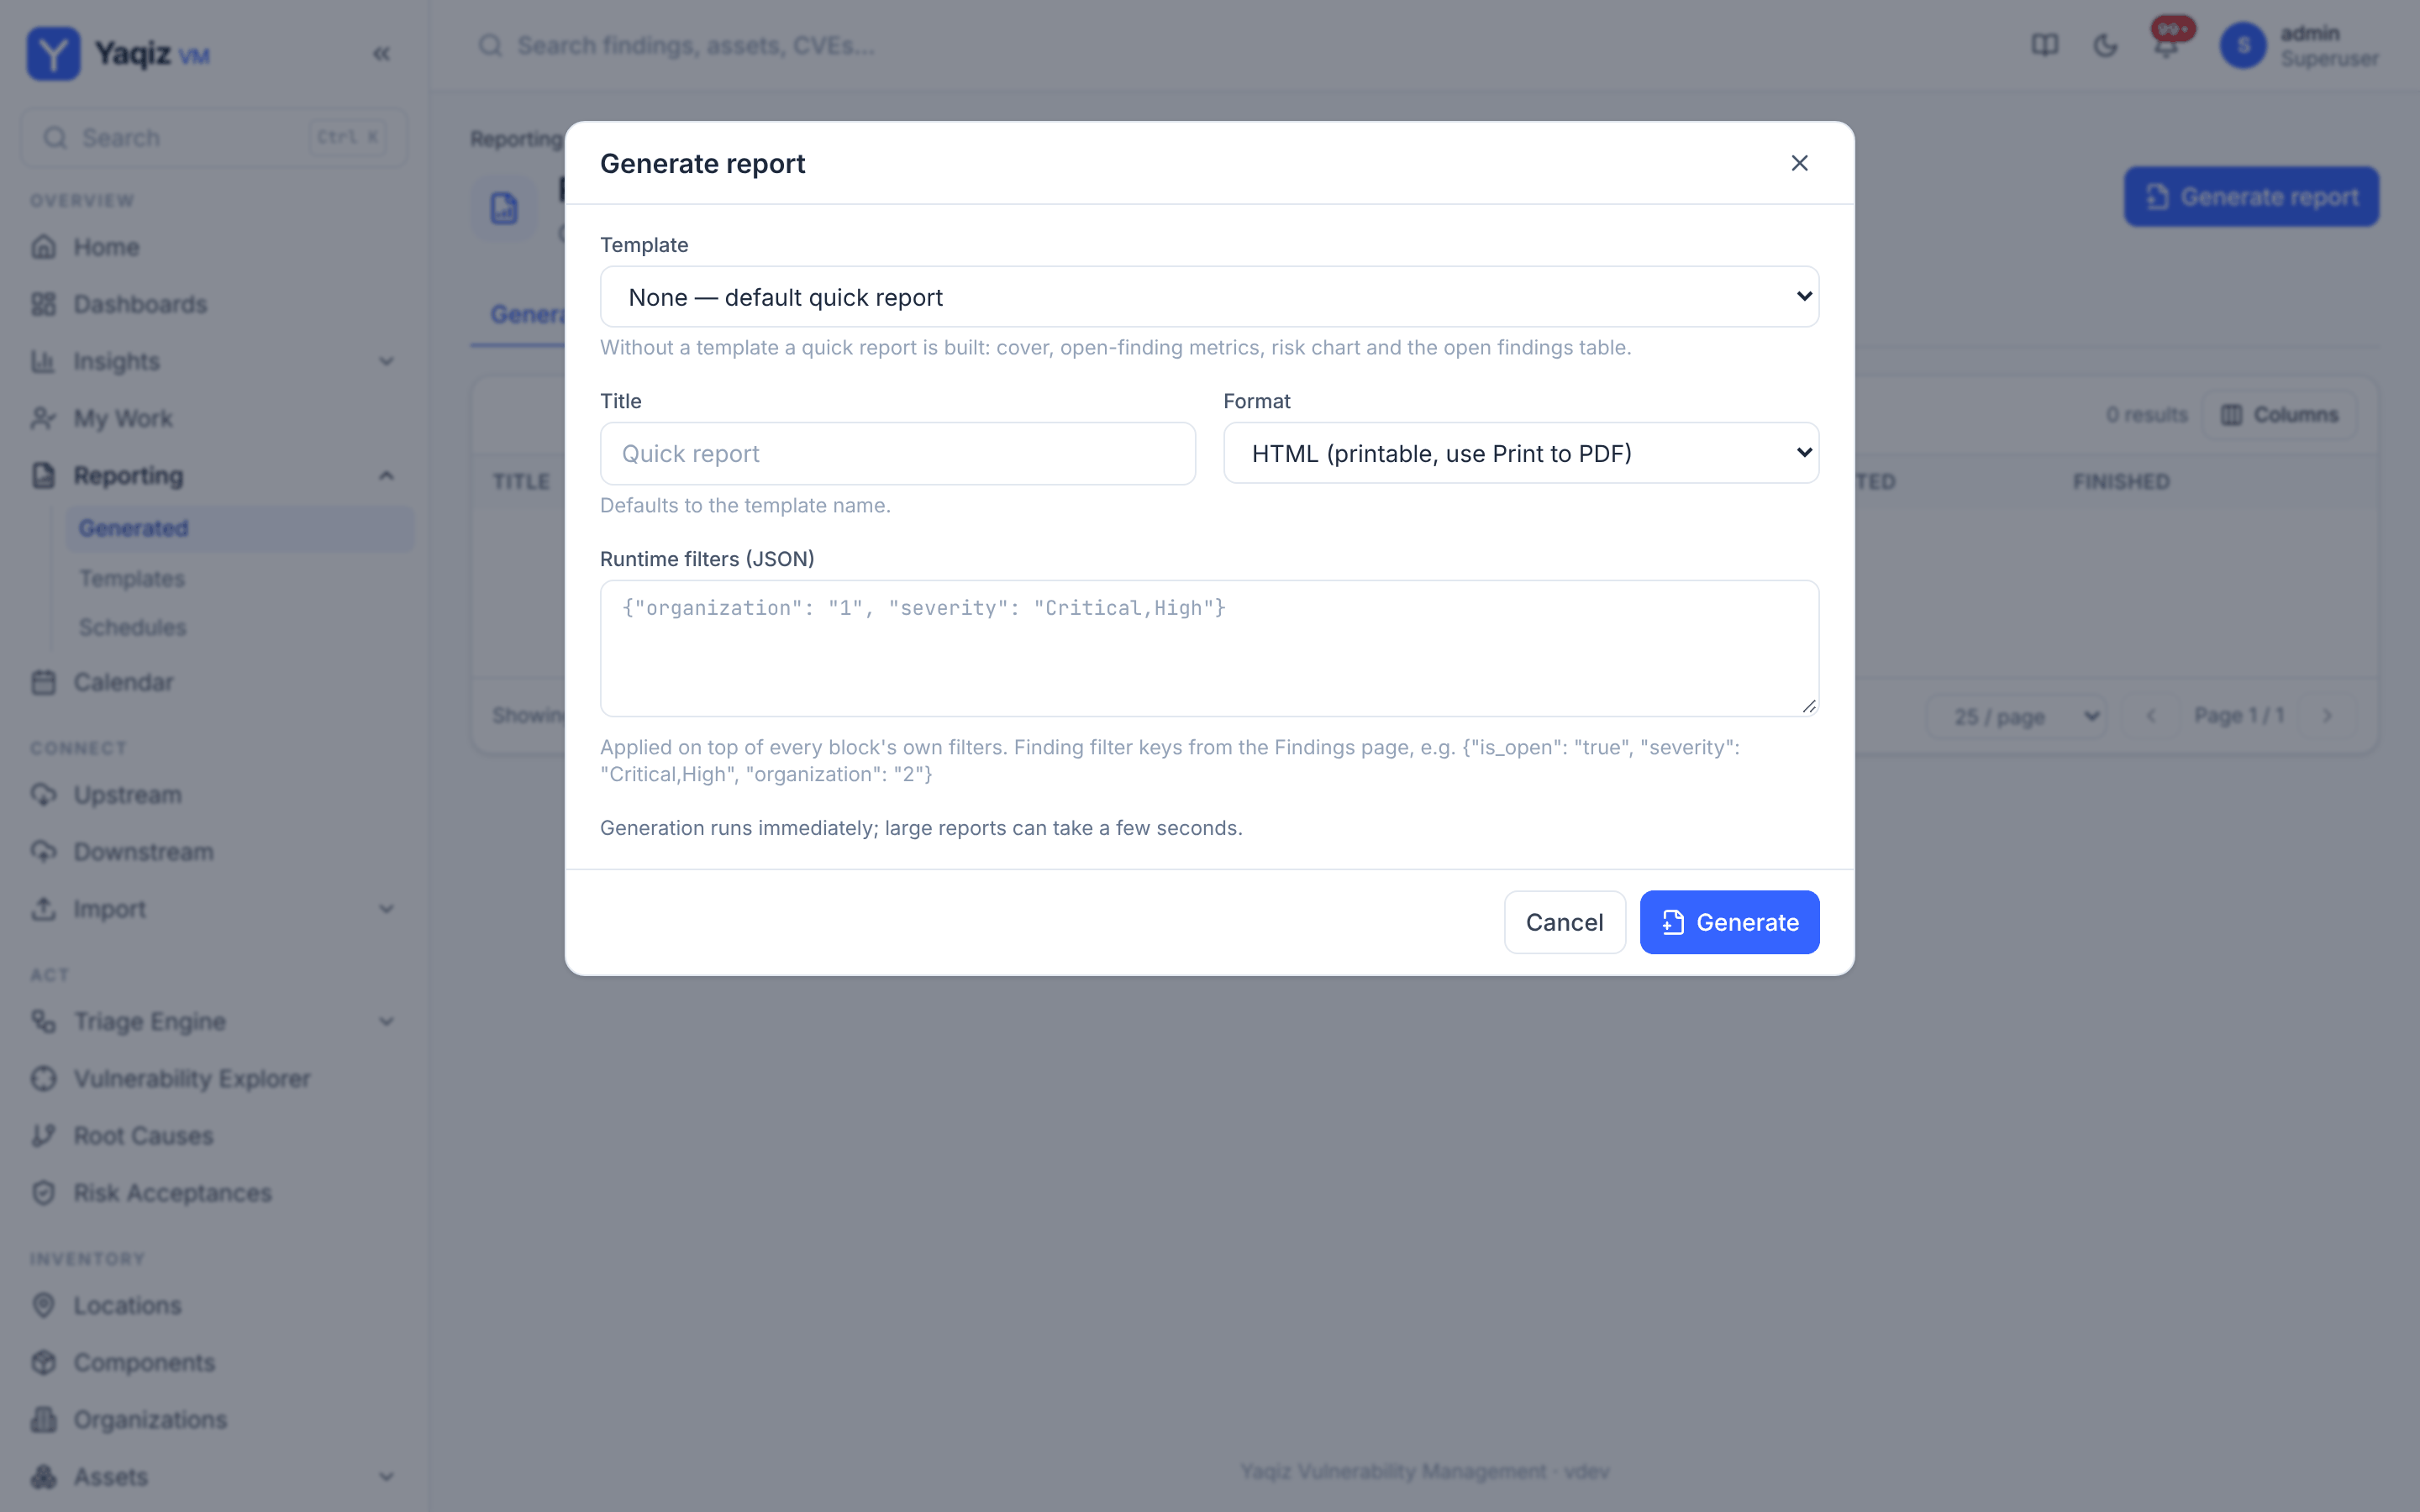 Yaqiz VM
Search
Ctrl K
OVERVIEW
Home
Dashboards
Insights
My Work
Reporting
Generated
Templates
Schedules
Calendar
CONNECT
Upstream
Downstream
Import
ACT
Triage Engine
Vulnerability Explorer
Root Causes
Risk Acceptances
INVENTORY
Locations
Components
Organizations
Assets
Search findings, assets, CVEs...
99+
S
admin
Superuser
Reporting
Generate report
0 results
Columns
TITLE
FINISHED
25 / page
Page 1 / 1
Generate report
Template
None — default quick report
Without a template a quick report is built: cover, open-finding metrics, risk chart and the open findings table.
Title
Format
Quick report
HTML (printable, use Print to PDF)
Defaults to the template name.
Runtime filters (JSON)
{"organization": "1", "severity": "Critical,High"}
Applied on top of every block's own filters. Finding filter keys from the Findings page, e.g. {"is_open": "true", "severity":
"Critical,High", "organization": "2"}
Generation runs immediately; large reports can take a few seconds.
Cancel
Generate
Yaqiz Vulnerability Management · vdev